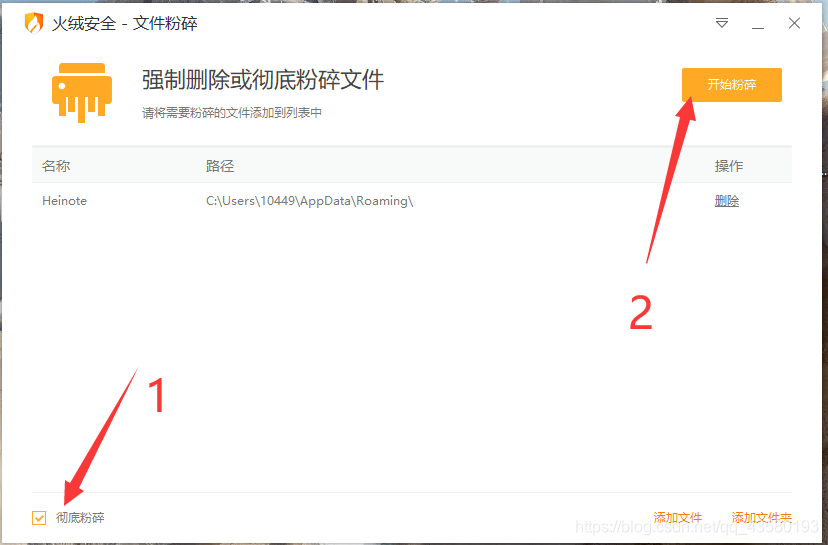 火绒安全 - 文件粉碎
强制删除或彻底粉碎文件
请将需要粉碎的文件添加到列表中
开始粉碎
名称 路径 操作
Heinote C:\Users\10449\AppData\Roaming\ 删除
2
1
彻底粉碎 添加文件 添加文件夹
https://blog.csdn.net/qq_43580193